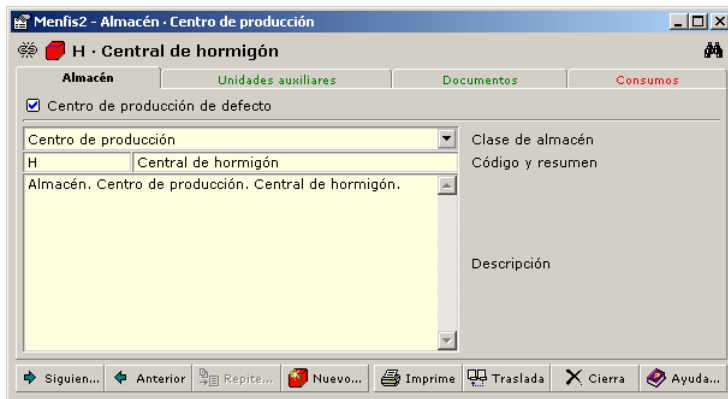 Menfis2 - Almacén · Centro de producción
H · Central de hormigón
Almacén Unidades auxiliares Documentos Consumos
Centro de producción de defecto
Centro de producción Clase de almacén
H Central de hormigón Código y resumen
Almacén. Centro de producción. Central de hormigón.
Descripción
Siguien... Anterior Repite... Nuevo... Imprime Traslada Cierra Ayuda...